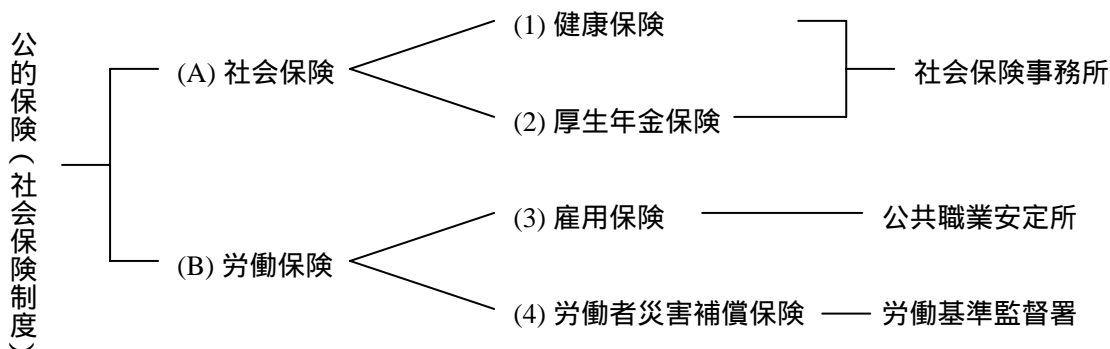 公的保険(社会保険制度)
(A) 社会保険
(1) 健康保険
(2) 厚生年金保険
社会保険事務所
(B) 労働保険
(3) 雇用保険
公共職業安定所
(4) 労働者災害補償保険
労働基準監督署